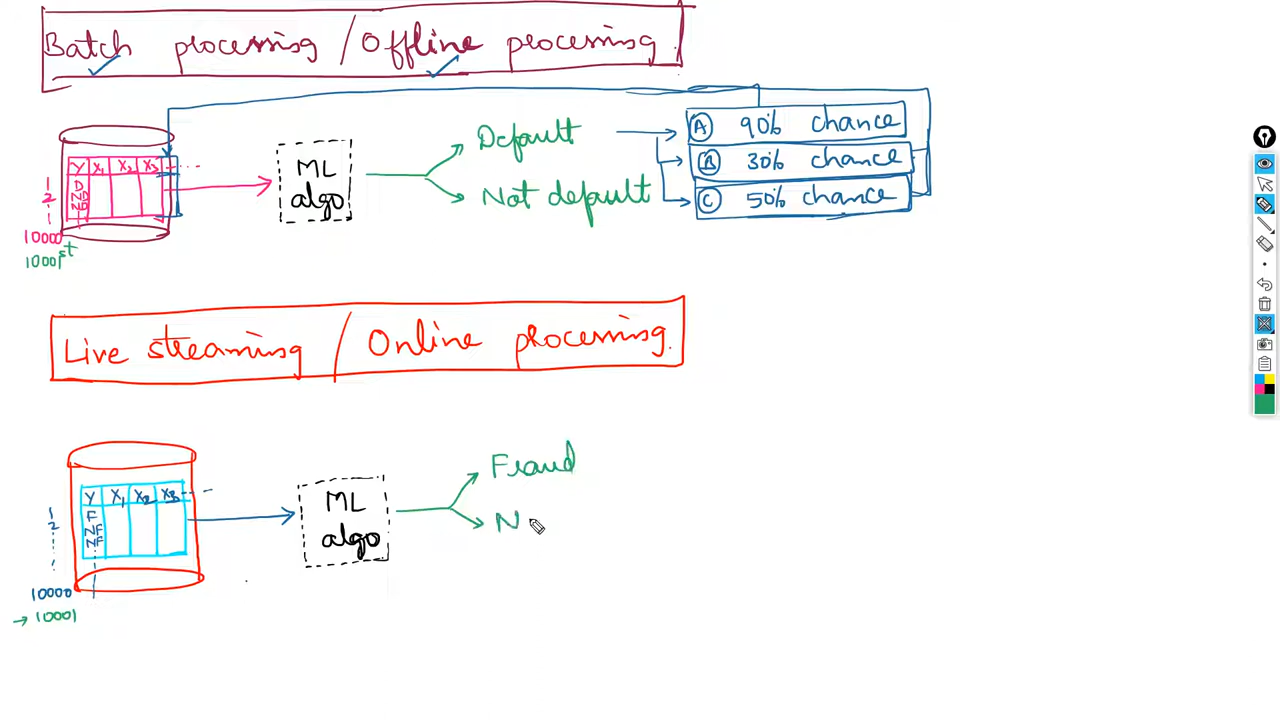 Batch processing / Offline processing.
Y X1 X2 X3 ...
D
ND
ND
1
2
10000
10001st
ML algo
Default
Not default
A 90% chance
B 30% chance
C 50% chance
Live streaming / Online processing.
Y X1 X2 X3 ...
F
NF
NF
1
2
10000
→ 10001
ML algo
Fraud
N